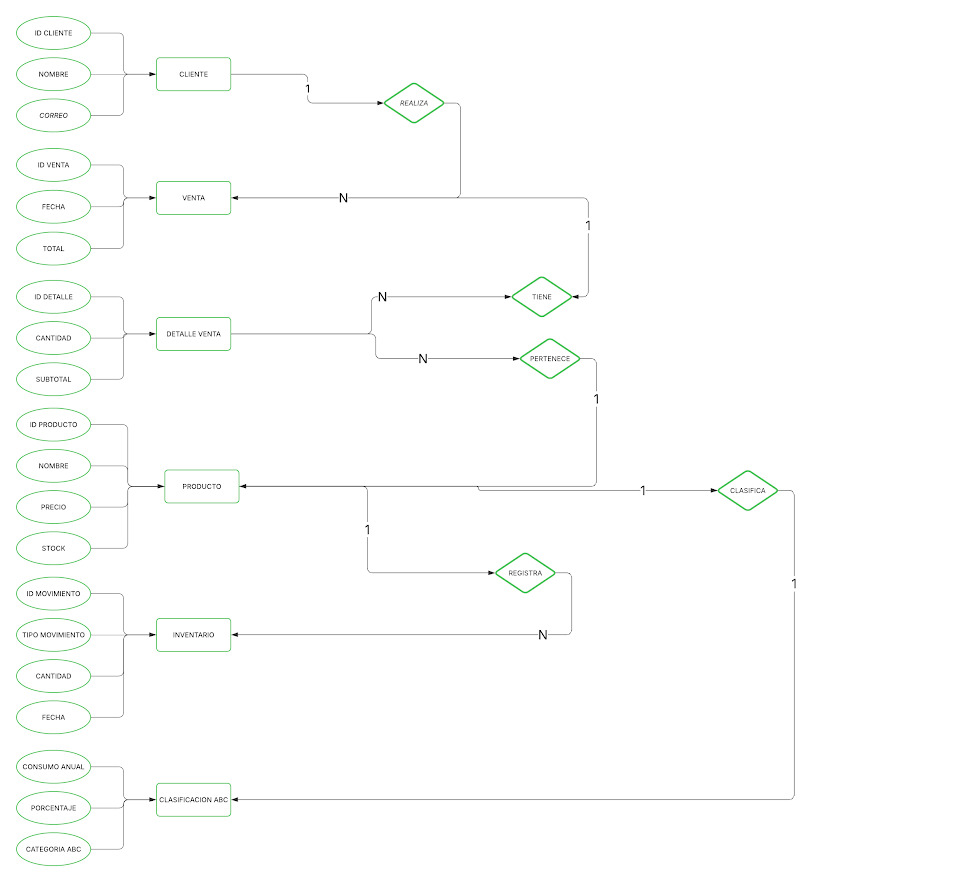 ID CLIENTE
NOMBRE
CLIENTE
1
REALIZA
CORREO
ID VENTA
FECHA
VENTA
N
1
TOTAL
ID DETALLE
N
TIENE
CANTIDAD
DETALLE VENTA
N
PERTENECE
SUBTOTAL
1
ID PRODUCTO
NOMBRE
PRODUCTO
1
CLASIFICA
PRECIO
1
STOCK
REGISTRA
1
ID MOVIMIENTO
TIPO MOVIMIENTO
INVENTARIO
N
CANTIDAD
FECHA
CONSUMO ANUAL
PORCENTAJE
CLASIFICACION ABC
CATEGORIA ABC